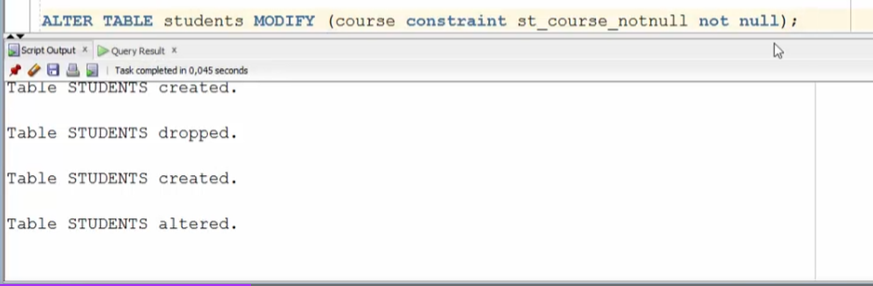 ALTER TABLE students MODIFY (course constraint st_course_notnull not null);
Script Output x Query Result x
Task completed in 0,045 seconds
Table STUDENTS created.
Table STUDENTS dropped.
Table STUDENTS created.
Table STUDENTS altered.